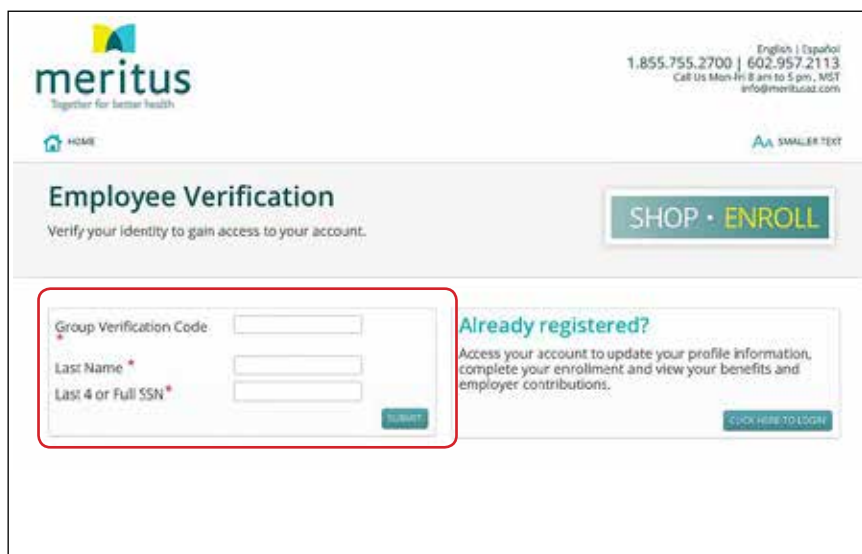 meritus
Together for better health
English | Español
1.855.755.2700 | 602.957.2113
Call Us Mon-Fri 8 am to 5 pm, MST
info@meritusaz.com
HOME
AA SMALLER TEXT
Employee Verification
Verify your identity to gain access to your account.
SHOP · ENROLL
Group Verification Code
*
Last Name *
Last 4 or Full SSN*
SUBMIT
Already registered?
Access your account to update your profile information,
complete your enrollment and view your benefits and
employer contributions.
CLICK HERE TO LOGIN